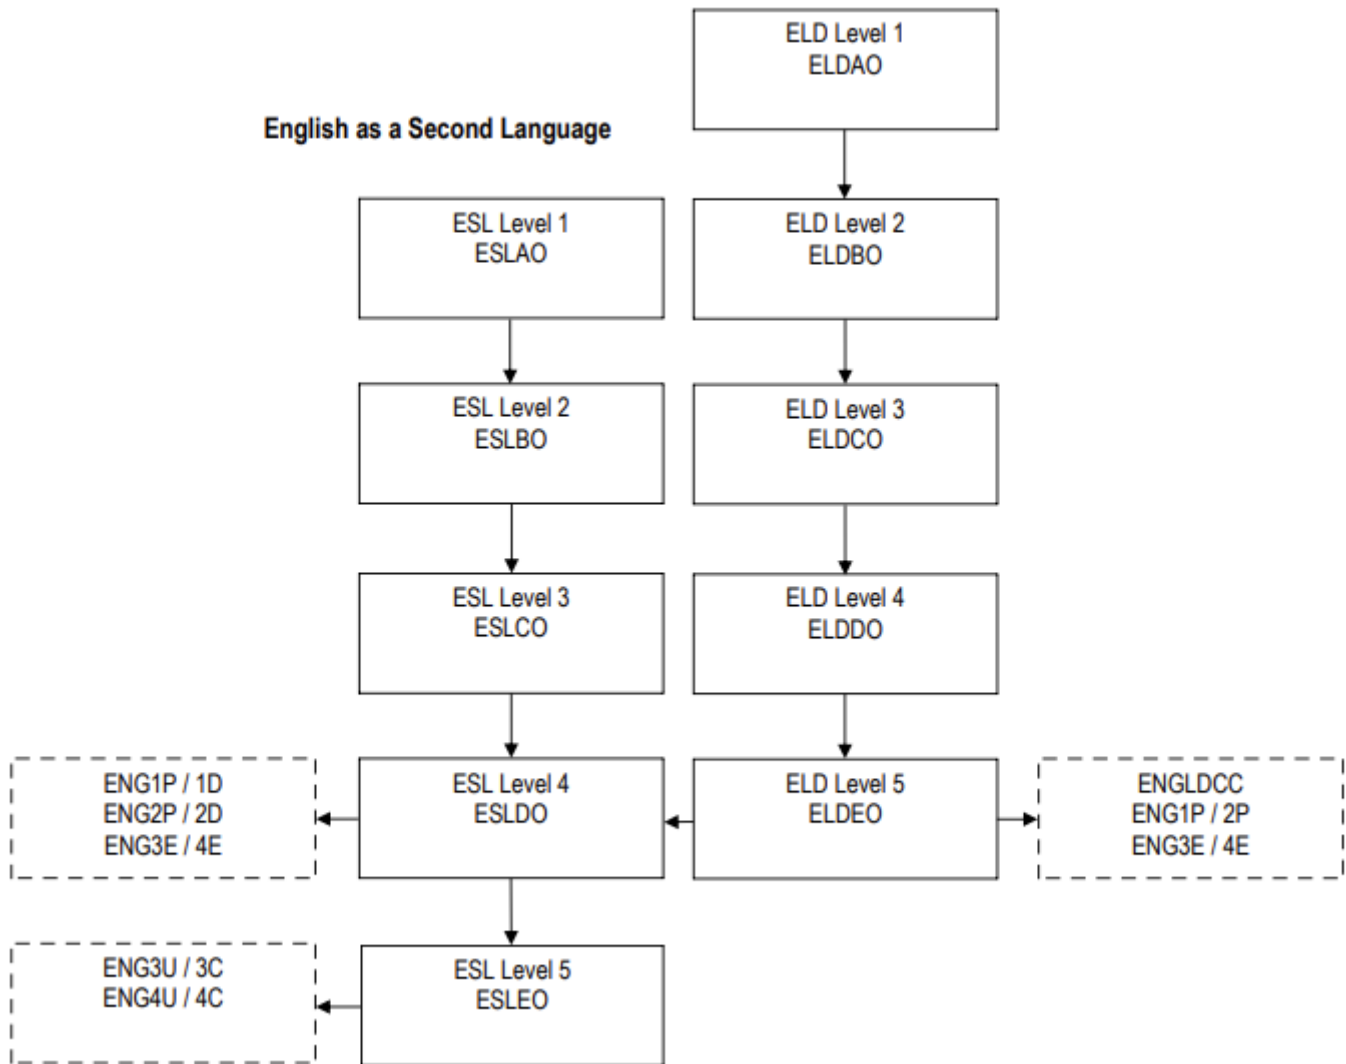 ELD Level 1
ELDAO
English as a Second Language
ESL Level 1
ESLAO
ELD Level 2
ELDBO
ESL Level 2
ESLBO
ELD Level 3
ELDCO
ESL Level 3
ESLCO
ELD Level 4
ELDDO
ENG1P / 1D
ENG2P / 2D
ENG3E / 4E
ESL Level 4
ESLDO
ELD Level 5
ELDEO
ENGLDCC
ENG1P / 2P
ENG3E / 4E
ENG3U / 3C
ENG4U / 4C
ESL Level 5
ESLEO